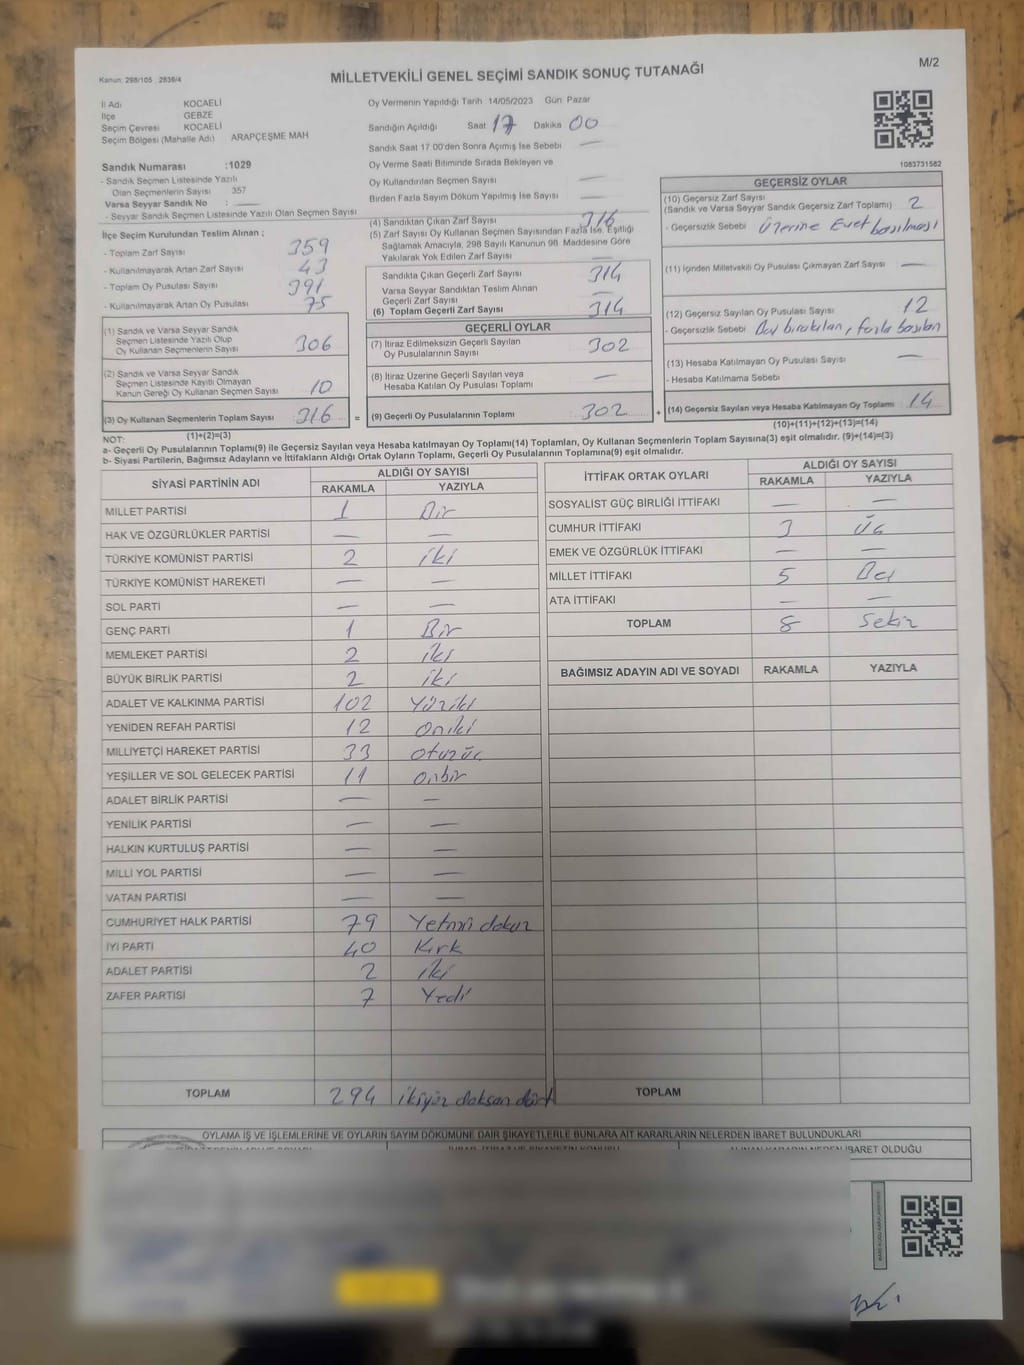 Kanun: 298/105 , 2839/4
MİLLETVEKİLİ GENEL SEÇİMİ SANDIK SONUÇ TUTANAĞI
M/2
İl Adı KOCAELİ
İlçe GEBZE
Seçim Çevresi KOCAELİ
Seçim Bölgesi (Mahalle Adı) ARAPÇEŞME MAH
Sandık Numarası :1029
- Sandık Seçmen Listesinde Yazılı
Olan Seçmenlerin Sayısı 357
Varsa Seyyar Sandık No : —
- Seyyar Sandık Seçmen Listesinde Yazılı Olan Seçmen Sayısı
Oy Vermenin Yapıldığı Tarih :14/05/2023 Gün: Pazar
Sandığın Açıldığı Saat 17 Dakika 00
Sandık Saat 17 00'den Sonra Açımış İse Sebebi —
Oy Verme Saati Bitiminde Sırada Bekleyen ve
Oy Kullandırılan Seçmen Sayısı —
Birden Fazla Sayım Döküm Yapılmış İse Sayısı —
1083731582
İlçe Seçim Kurulundan Teslim Alınan ;
- Toplam Zarf Sayısı 359
- Kullanılmayarak Artan Zarf Sayısı 43
- Toplam Oy Pusulası Sayısı 391
- Kullanılmayarak Artan Oy Pusulası 75
(1) Sandık ve Varsa Seyyar Sandık
Seçmen Listesinde Yazılı Olup
Oy Kullanan Seçmenlerin Sayısı 306
(2) Sandık ve Varsa Seyyar Sandık
Seçmen Listesinde Kayıtlı Olmayan
Kanun Gereği Oy Kullanan Seçmen Sayısı 10
(3) Oy Kullanan Seçmenlerin Toplam Sayısı 316 =
(1)+(2)=(3)
(4) Sandıktan Çıkan Zarf Sayısı 316
(5) Zarf Sayısı Oy Kullanan Seçmen Sayısından Fazla İse, Eşitliği
Sağlamak Amacıyla, 298 Sayılı Kanunun 98 Maddesine Göre
Yakılarak Yok Edilen Zarf Sayısı —
Sandıkta Çıkan Geçerli Zarf Sayısı 314
Varsa Seyyar Sandıktan Teslim Alınan
Geçerli Zarf Sayısı —
(6) Toplam Geçerli Zarf Sayısı 314
GEÇERLİ OYLAR
(7) İtiraz Edilmeksizin Geçerli Sayılan
Oy Pusulalarının Sayısı 302
(8) İtiraz Üzerine Geçerli Sayılan veya
Hesaba Katılan Oy Pusulası Toplamı —
(9) Geçerli Oy Pusulalarının Toplamı 302 +
GEÇERSİZ OYLAR
(10) Geçersiz Zarf Sayısı
(Sandık ve Varsa Seyyar Sandık Geçersiz Zarf Toplamı) 2
- Geçersizlik Sebebi Üzerine Evet basılması
(11) İçinden Milletvekili Oy Pusulası Çıkmayan Zarf Sayısı —
(12) Geçersiz Sayılan Oy Pusulası Sayısı 12
- Geçersizlik Sebebi bırakılan, fazla basılan
(13) Hesaba Katılmayan Oy Pusulası Sayısı —
- Hesaba Katılmama Sebebi
(14) Geçersiz Sayılan veya Hesaba Katılmayan Oy Toplamı 14
(10)+(11)+(12)+(13)=(14)
NOT:
a- Geçerli Oy Pusulalarının Toplamı(9) ile Geçersiz Sayılan veya Hesaba katılmayan Oy Toplamı(14) Toplamları, Oy Kullanan Seçmenlerin Toplam Sayısına(3) eşit olmalıdır. (9)+(14)=(3)
b- Siyasi Partilerin, Bağımsız Adayların ve İttifakların Aldığı Ortak Oyların Toplamı, Geçerli Oy Pusulalarının Toplamına(9) eşit olmalıdır.
SİYASİ PARTİNİN ADI ALDIĞI OY SAYISI
RAKAMLA YAZIYLA
MİLLET PARTİSİ 1 Bir
HAK VE ÖZGÜRLÜKLER PARTİSİ — —
TÜRKİYE KOMÜNİST PARTİSİ 2 iki
TÜRKİYE KOMÜNİST HAREKETİ — —
SOL PARTİ — —
GENÇ PARTİ 1 Bir
MEMLEKET PARTİSİ 2 iki
BÜYÜK BİRLİK PARTİSİ 2 iki
ADALET VE KALKINMA PARTİSİ 102 Yüziki
YENİDEN REFAH PARTİSİ 12 oniki
MİLLİYETÇİ HAREKET PARTİSİ 33 otuzüç
YEŞİLLER VE SOL GELECEK PARTİSİ 11 onbir
ADALET BİRLİK PARTİSİ — —
YENİLİK PARTİSİ — —
HALKIN KURTULUŞ PARTİSİ — —
MİLLİ YOL PARTİSİ — —
VATAN PARTİSİ — —
CUMHURİYET HALK PARTİSİ 79 Yetmiş dokuz
İYİ PARTİ 40 Kırk
ADALET PARTİSİ 2 iki
ZAFER PARTİSİ 7 Yedi
TOPLAM 294 ikiyüz doksan dört
İTTİFAK ORTAK OYLARI ALDIĞI OY SAYISI
RAKAMLA YAZIYLA
SOSYALİST GÜÇ BİRLİĞİ İTTİFAKI — —
CUMHUR İTTİFAKI 3 Üç
EMEK VE ÖZGÜRLÜK İTTİFAKI — —
MİLLET İTTİFAKI 5 Beş
ATA İTTİFAKI — —
TOPLAM 8 Sekiz
BAĞIMSIZ ADAYIN ADI VE SOYADI RAKAMLA YAZIYLA
TOPLAM
OYLAMA İŞ VE İŞLEMLERİNE VE OYLARIN SAYIM DÖKÜMÜNE DAİR ŞİKAYETLERLE BUNLARA AİT KARARLARIN NELERDEN İBARET BULUNDUKLARI
ALINAN KARARIN NEDEN İBARET OLDUĞU